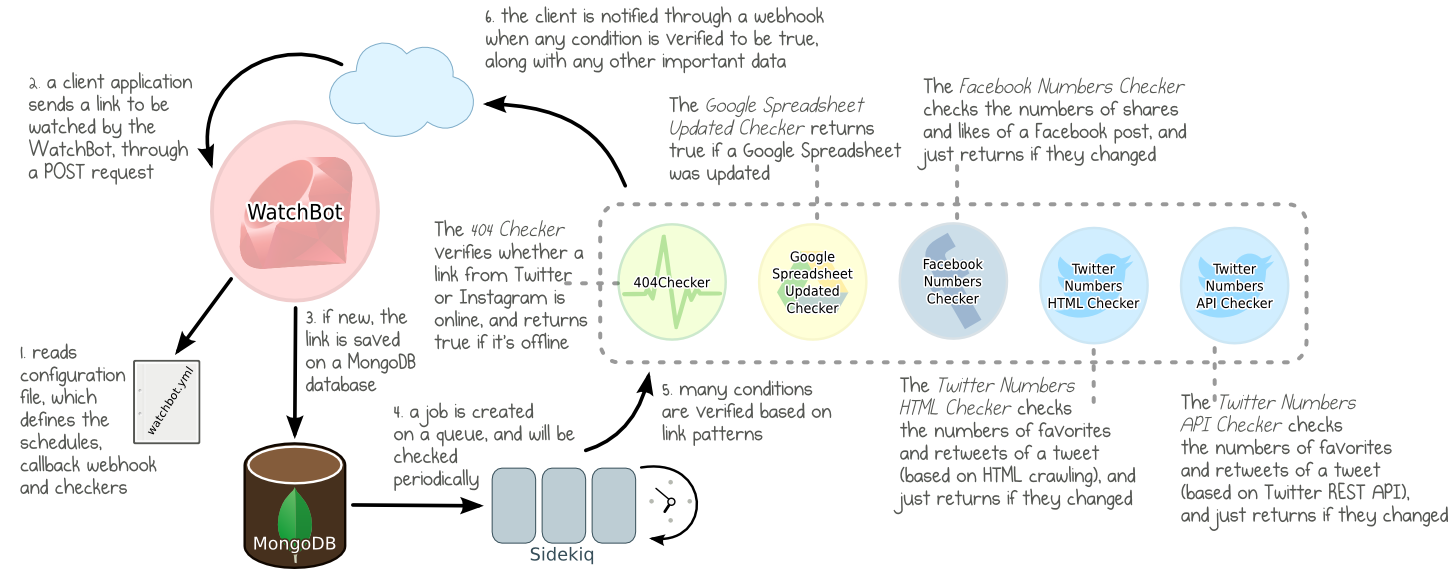 6. the client is notified through a webhook
when any condition is verified to be true,
along with any other important data
2. a client application
sends a link to be
watched by the
WatchBot, through
a POST request
WatchBot
The Google Spreadsheet
Updated Checker returns
true if a Google Spreadsheet
was updated
The Facebook Numbers Checker
checks the numbers of shares
and likes of a Facebook post, and
just returns if they changed
The 404 Checker
verifies whether a
link from Twitter
or Instagram is
online, and returns
true if it's offline
404Checker
Google
Spreadsheet
Updated
Checker
Facebook
Numbers
Checker
Twitter
Numbers
HTML Checker
Twitter
Numbers
API Checker
1. reads
configuration
file, which
defines the
schedules,
callback webhook
and checkers
watchbot.yml
3. if new, the
link is saved
on a MongoDB
database
MongoDB
4. a job is created
on a queue, and will be
checked
periodically
Sidekiq
5. many conditions
are verified based on
link patterns
The Twitter Numbers
HTML Checker checks
the numbers of favorites
and retweets of a tweet
(based on HTML crawling), and
just returns if they changed
The Twitter Numbers
API Checker checks
the numbers of favorites
and retweets of a tweet
(based on Twitter REST API),
and just returns if they changed